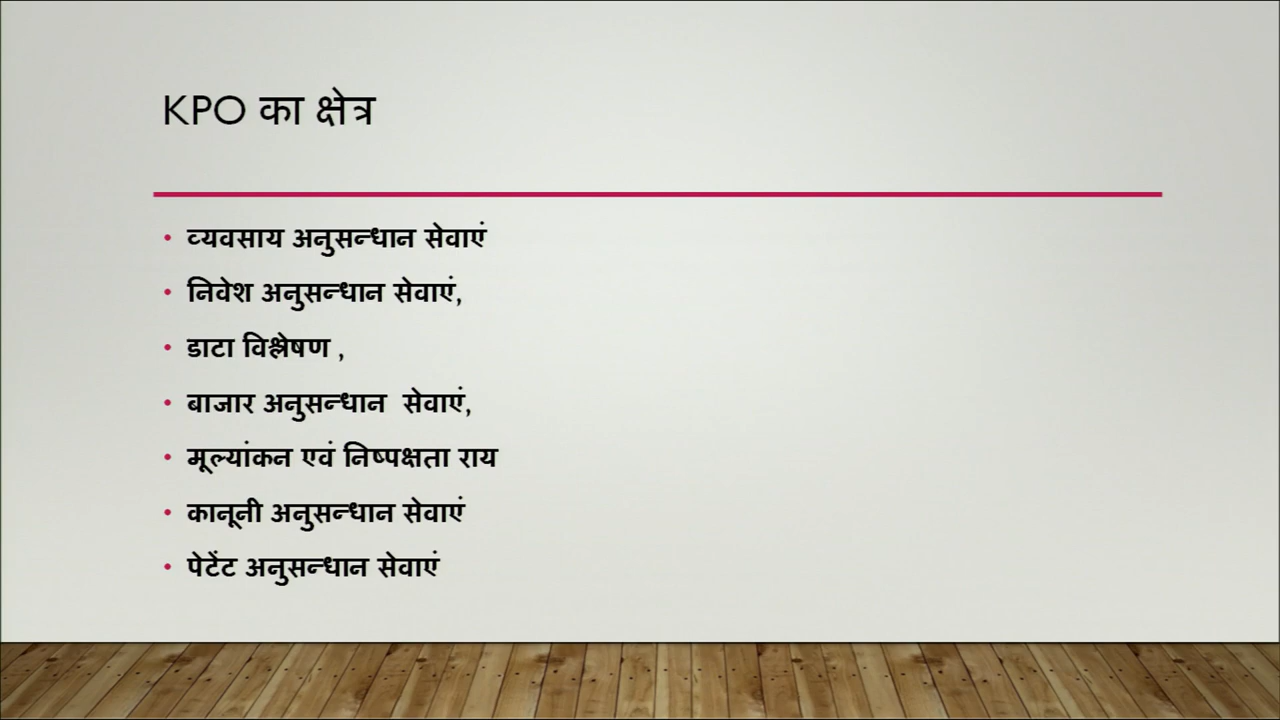 KPO का क्षेत्र
• व्यवसाय अनुसन्धान सेवाएं
• निवेश अनुसन्धान सेवाएं,
• डाटा विश्लेषण ,
• बाजार अनुसन्धान  सेवाएं,
• मूल्यांकन एवं निष्पक्षता राय
• कानूनी अनुसन्धान सेवाएं
• पेटेंट अनुसन्धान सेवाएं